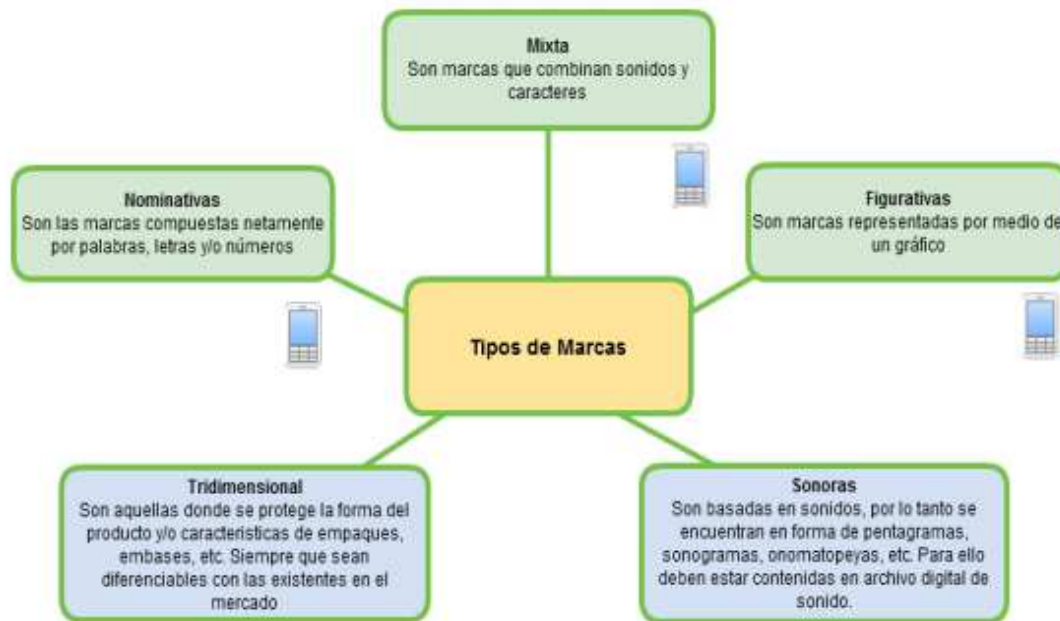 Mixta
Son marcas que combinan sonidos y
caracteres
Nominativas
Son las marcas compuestas netamente
por palabras, letras y/o números
Figurativas
Son marcas representadas por medio de
un gráfico
Tipos de Marcas
Tridimensional
Son aquellas donde se protege la forma del
producto y/o características de empaques,
embases, etc. Siempre que sean
diferenciables con las existentes en el
mercado
Sonoras
Son basadas en sonidos, por lo tanto se
encuentran en forma de pentagramas,
sonogramas, onomatopeyas, etc. Para ello
deben estar contenidas en archivo digital de
sonido.